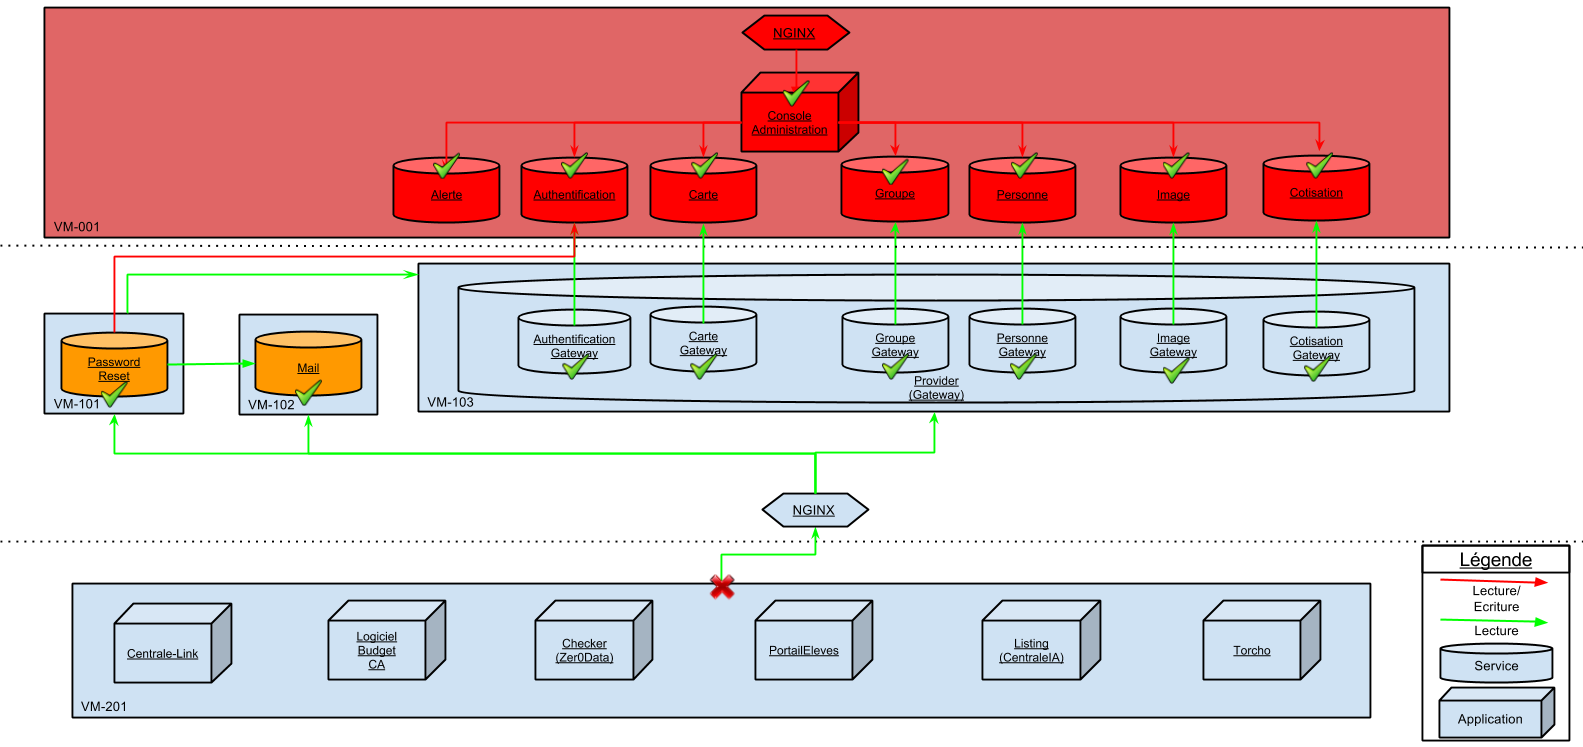 NGINX
Console
Administration
Alerte
Authentification
Carte
Groupe
Personne
Image
Cotisation
VM-001
Password
Reset
VM-101
Mail
VM-102
Authentification
Gateway
Carte
Gateway
Groupe
Gateway
Personne
Gateway
Image
Gateway
Cotisation
Gateway
Provider
(Gateway)
VM-103
NGINX
Centrale-Link
Logiciel
Budget
CA
Checker
(Zer0Data)
PortailEleves
Listing
(CentraleIA)
Torcho
VM-201
Légende
Lecture/
Ecriture
Lecture
Service
Application